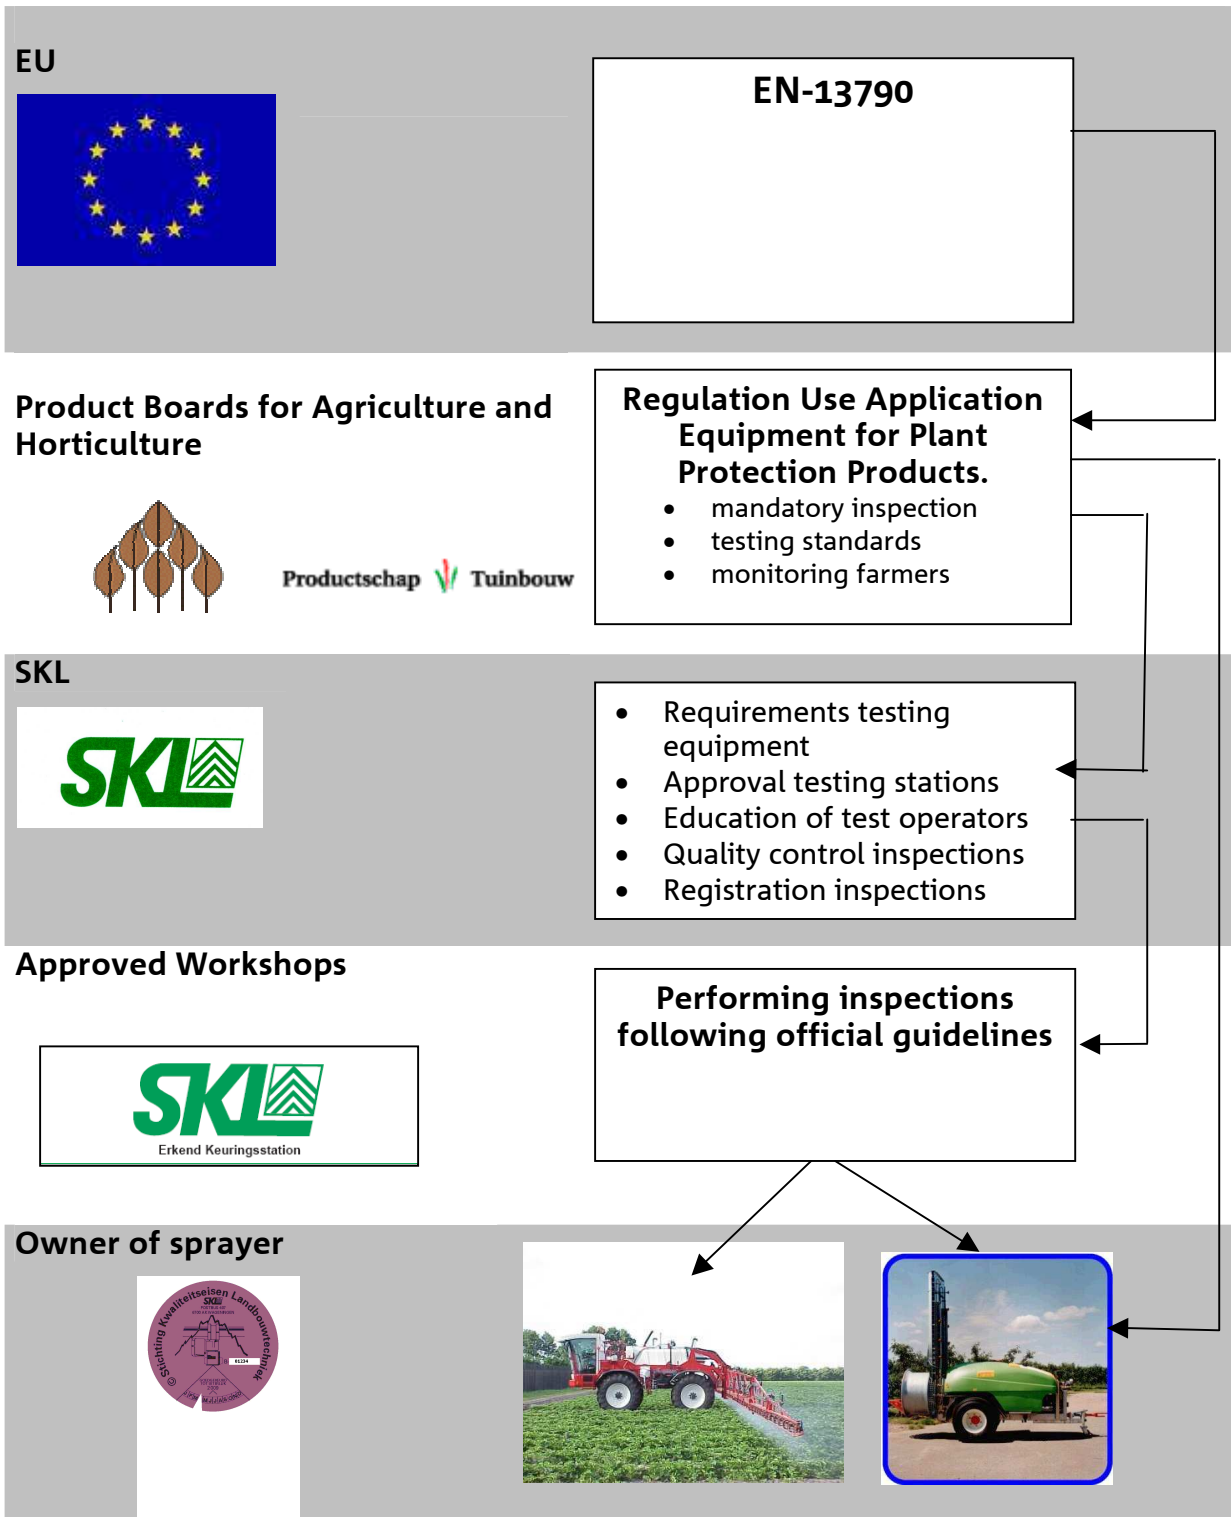 EU
EN-13790
Product Boards for Agriculture and
Horticulture
Productschap Tuinbouw
Regulation Use Application
Equipment for Plant
Protection Products.
• mandatory inspection
• testing standards
• monitoring farmers
SKL
SKL
• Requirements testing
equipment
• Approval testing stations
• Education of test operators
• Quality control inspections
• Registration inspections
Approved Workshops
SKL
Erkend Keuringsstation
Performing inspections
following official guidelines
Owner of sprayer
© Stichting Kwaliteitseisen Landbouwtechniek
SKL
01234